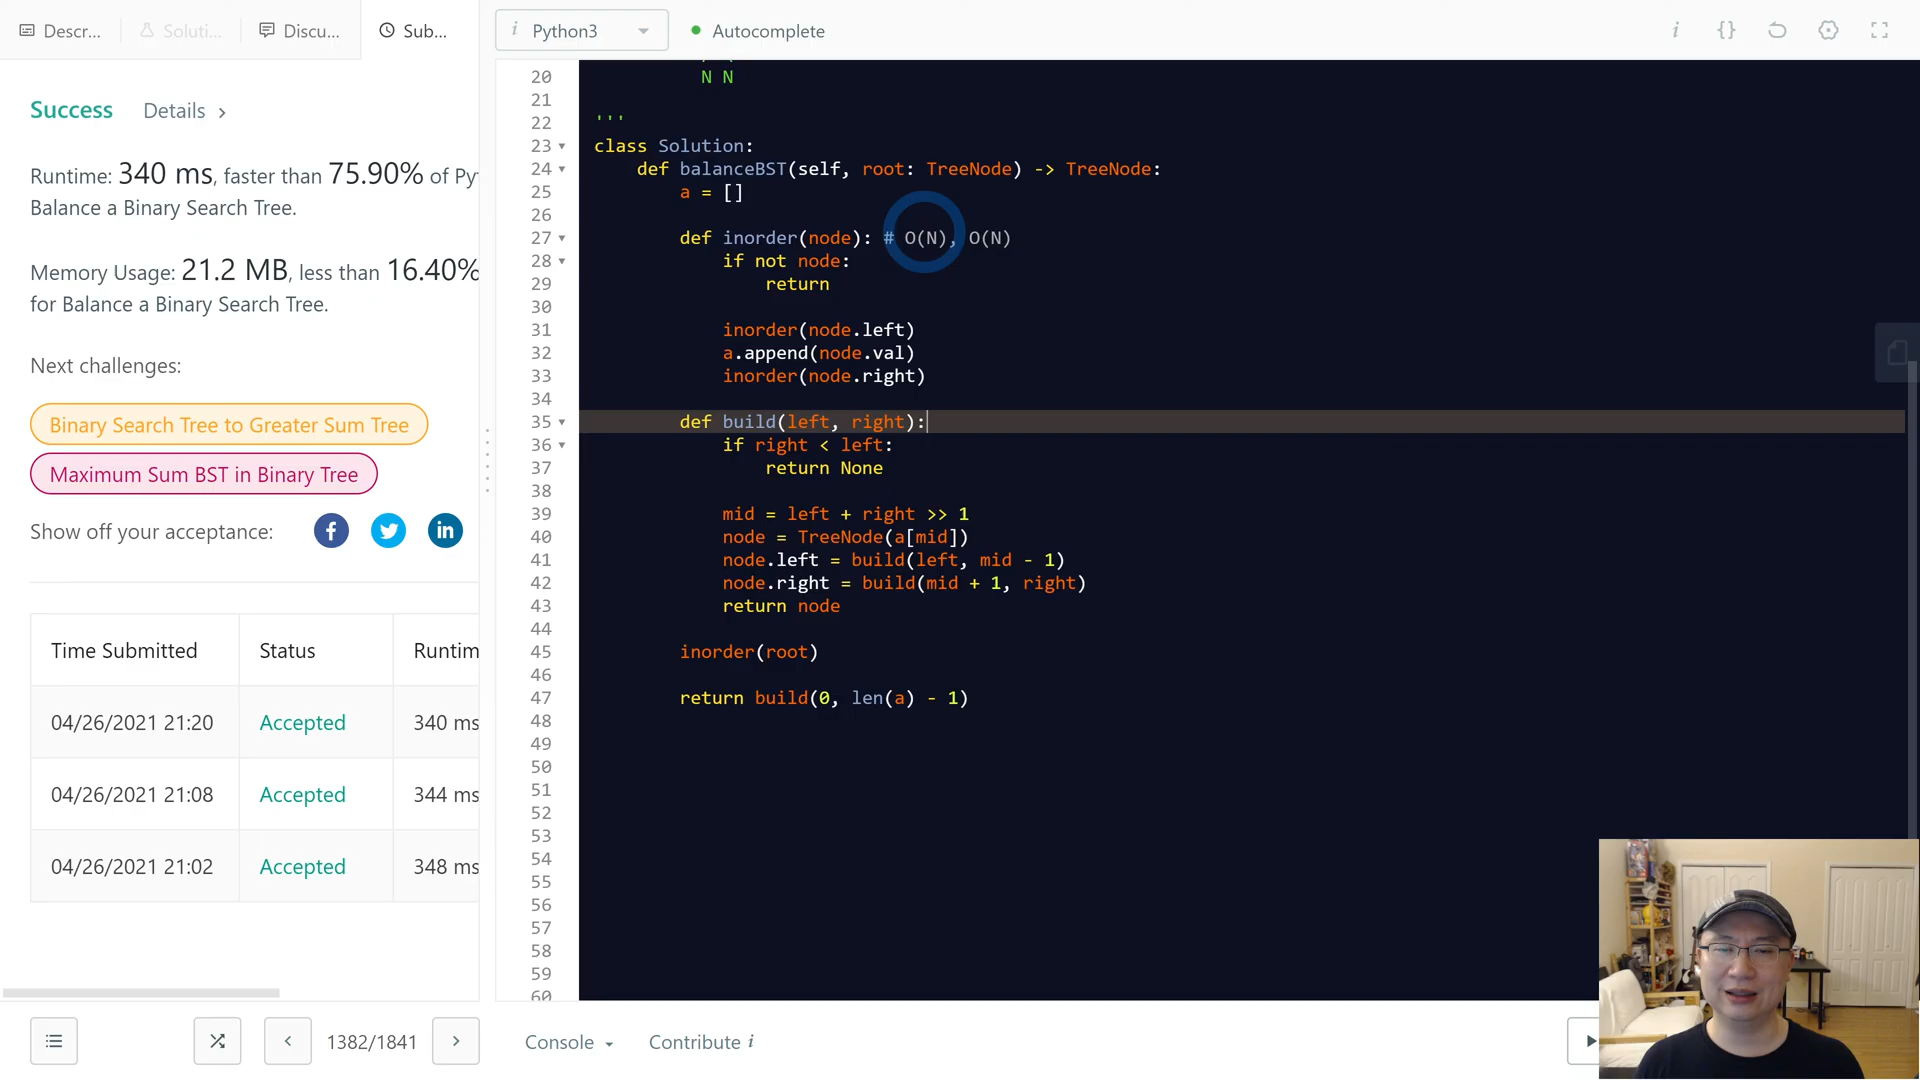 Descr...
Soluti...
Discu...
Sub...
i Python3
Autocomplete
i {}
Success
Details >
Runtime: 340 ms, faster than 75.90% of Py
Balance a Binary Search Tree.
Memory Usage: 21.2 MB, less than 16.40%
for Balance a Binary Search Tree.
Next challenges:
Binary Search Tree to Greater Sum Tree
Maximum Sum BST in Binary Tree
Show off your acceptance:
f in
Time Submitted Status Runtim
04/26/2021 21:20 Accepted 340 ms
04/26/2021 21:08 Accepted 344 ms
04/26/2021 21:02 Accepted 348 ms
1382/1841
20 N N
21
22 '''
23 class Solution:
24 def balanceBST(self, root: TreeNode) -> TreeNode:
25 a = []
26
27 def inorder(node): # O(N), O(N)
28 if not node:
29 return
30
31 inorder(node.left)
32 a.append(node.val)
33 inorder(node.right)
34
35 def build(left, right):
36 if right < left:
37 return None
38
39 mid = left + right >> 1
40 node = TreeNode(a[mid])
41 node.left = build(left, mid - 1)
42 node.right = build(mid + 1, right)
43 return node
44
45 inorder(root)
46
47 return build(0, len(a) - 1)
48
49
50
51
52
53
54
55
56
57
58
59
60
Console
Contribute i